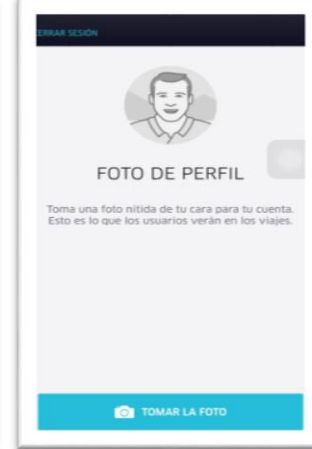 CERRAR SESIÓN
FOTO DE PERFIL
Toma una foto nítida de tu cara para tu cuenta.
Esto es lo que los usuarios verán en los viajes.
TOMAR LA FOTO